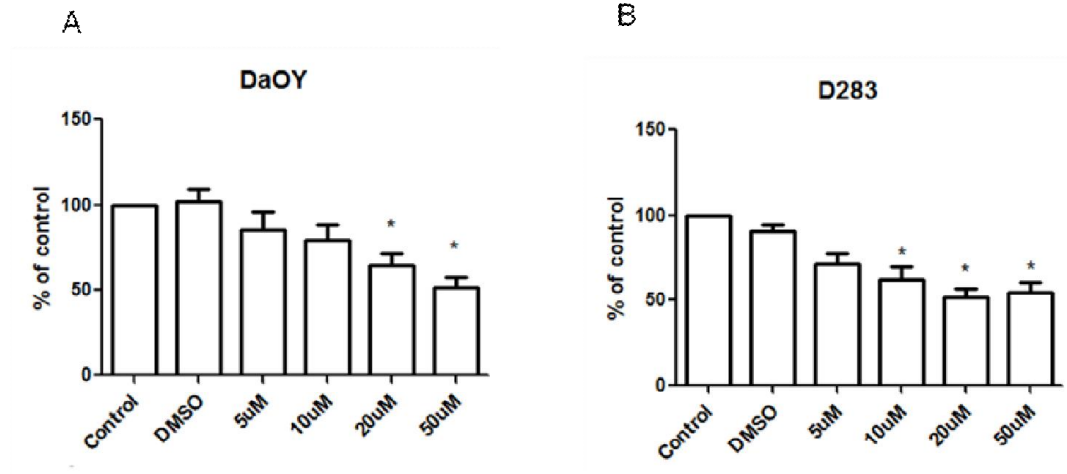 A
DaOY
150
100
50
0
% of control
*
*
Control
DMSO
5uM
10uM
20uM
50uM
B
D283
150
100
50
0
% of control
*
*
*
Control
DMSO
5uM
10uM
20uM
50uM